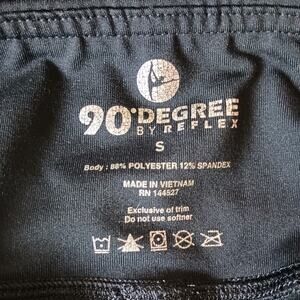 90°DEGREE
BY REFLEX
S
Body : 88% POLYESTER 12% SPANDEX
MADE IN VIETNAM
RN 144527
Exclusive of trim
Do not use softner